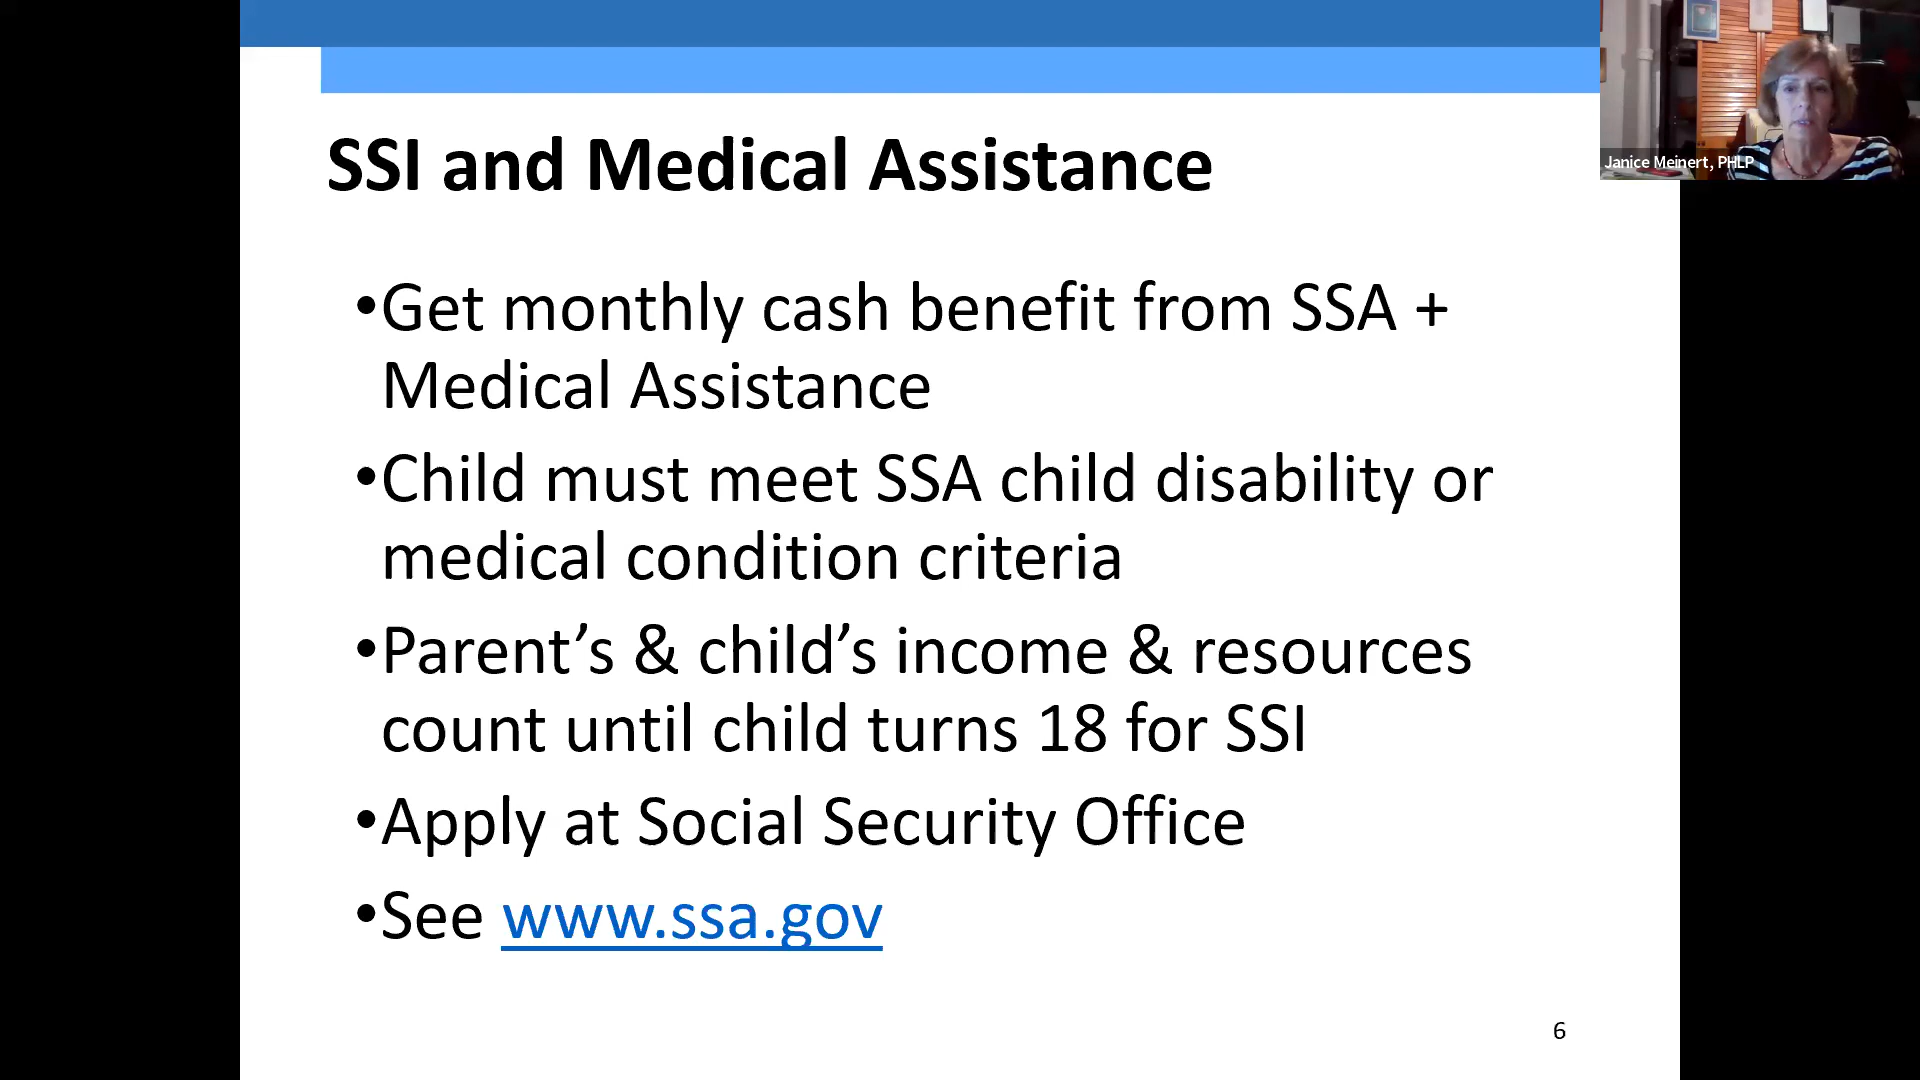 SSI and Medical Assistance
Janice Meinert, PHLP
•Get monthly cash benefit from SSA +
Medical Assistance
•Child must meet SSA child disability or
medical condition criteria
•Parent’s & child’s income & resources
count until child turns 18 for SSI
•Apply at Social Security Office
•See www.ssa.gov
6